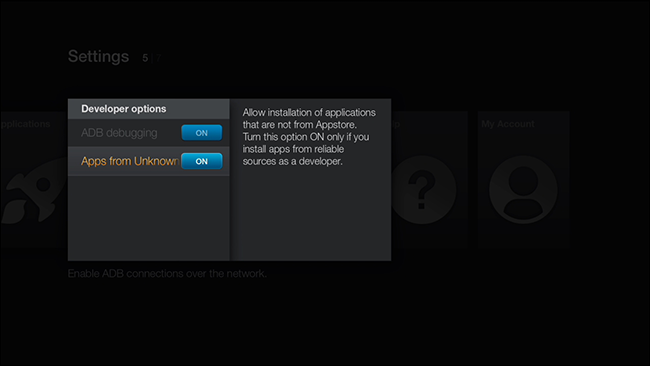 Settings 5
Developer options
ADB debugging ON
Apps from Unknown ON
Allow installation of applications
that are not from Appstore.
Turn this option ON only if you
install apps from reliable
sources as a developer.
pplications
My Account
Enable ADB connections over the network.